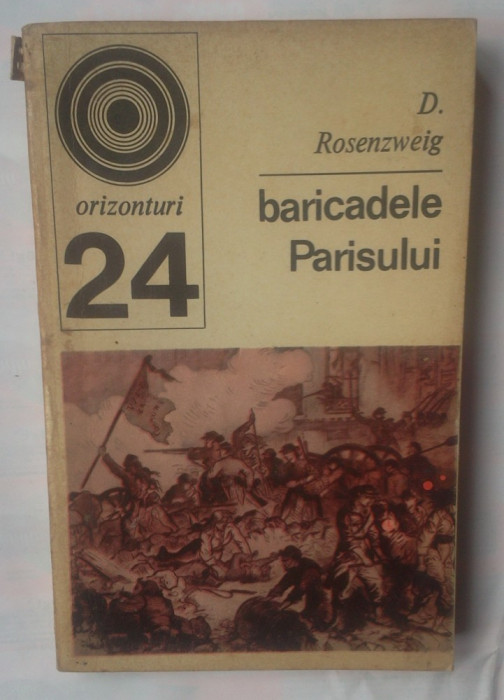 orizonturi
24
D.
Rosenzweig
baricadele
Parisului